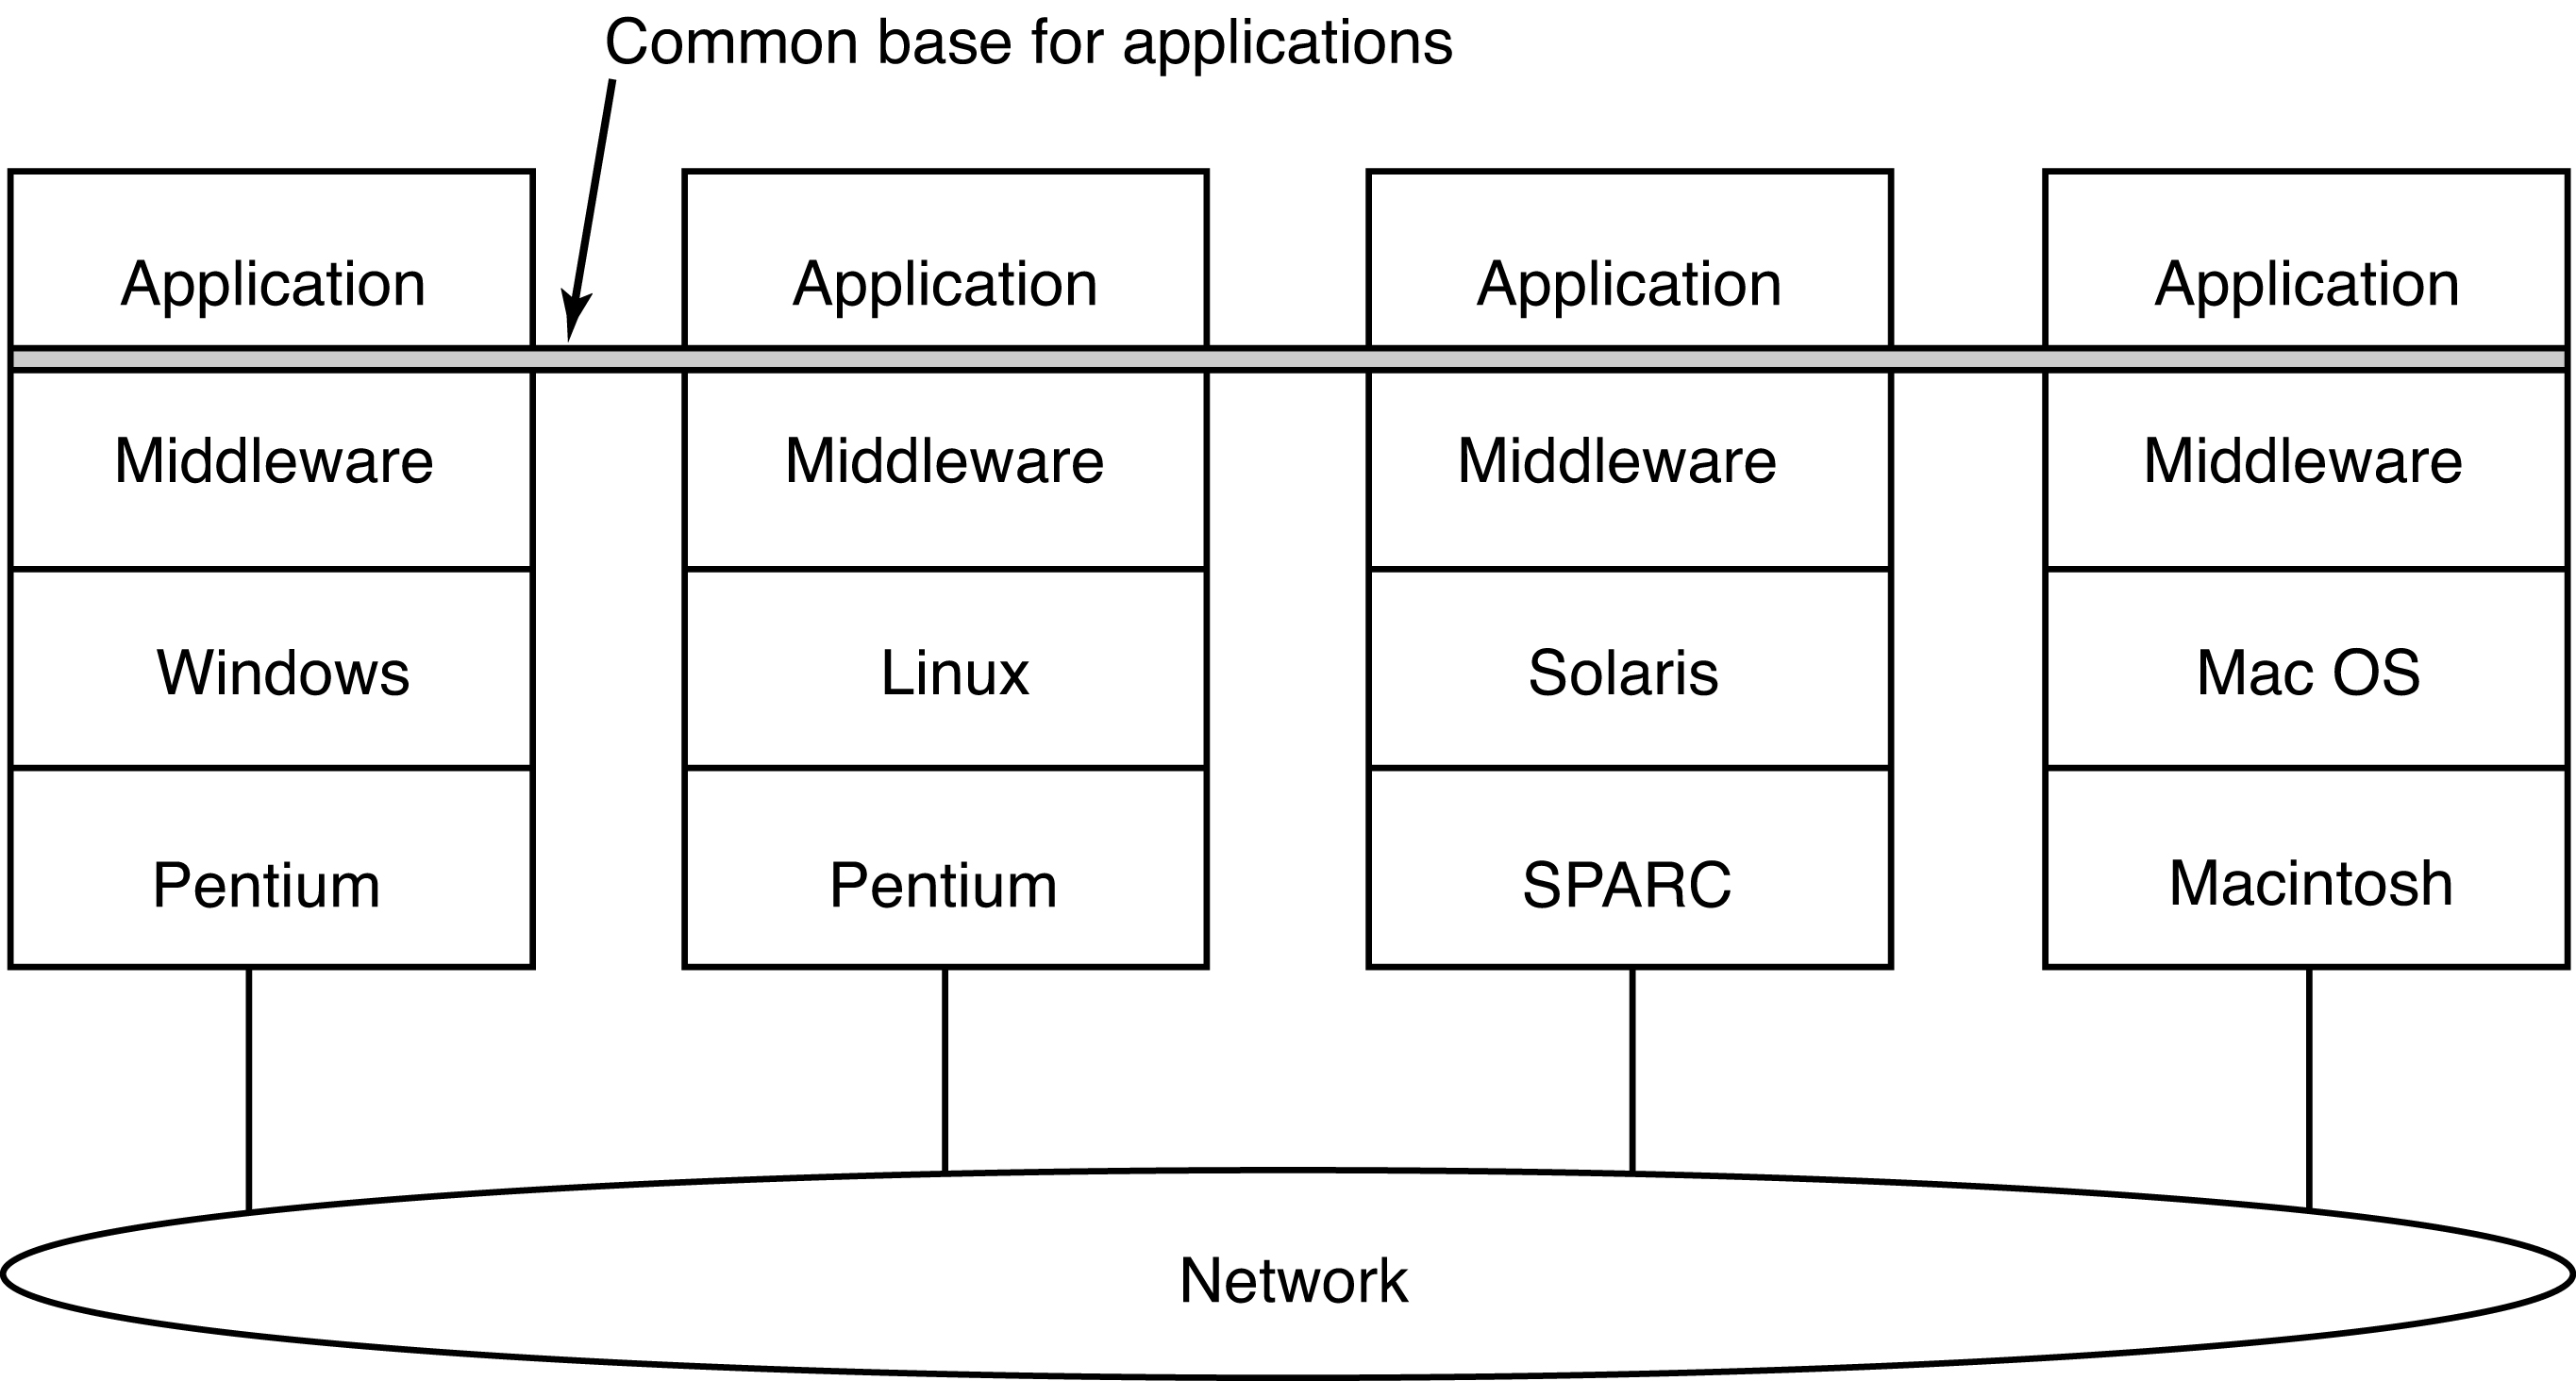 Common base for applications
Application Application Application Application
Middleware Middleware Middleware Middleware
Windows Linux Solaris Mac OS
Pentium Pentium SPARC Macintosh
Network